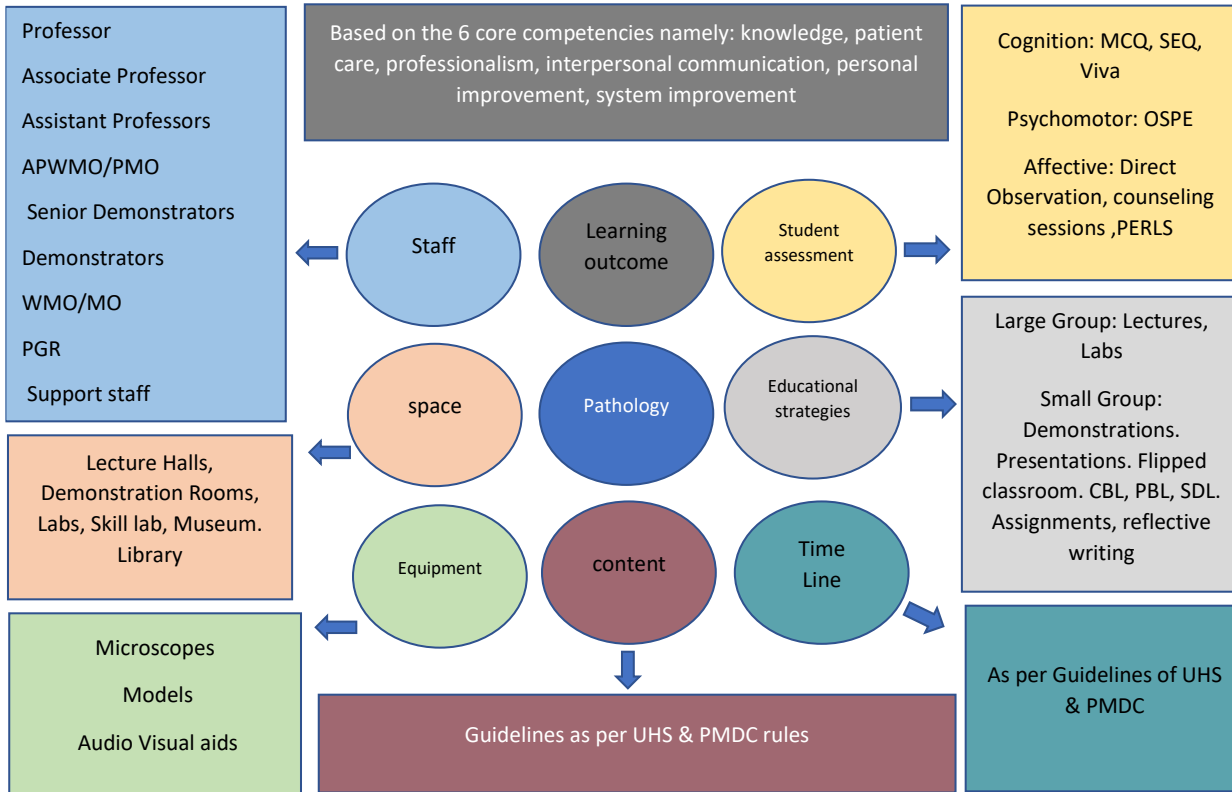 Professor
Associate Professor
Assistant Professors
APWMO/PMO
Senior Demonstrators
Demonstrators
WMO/MO
PGR
Support staff
Based on the 6 core competencies namely: knowledge, patient
care, professionalism, interpersonal communication, personal
improvement, system improvement
Cognition: MCQ, SEQ,
Viva
Psychomotor: OSPE
Affective: Direct
Observation, counseling
sessions ,PERLS
Staff
Learning
outcome
Student
assessment
space
Pathology
Educational
strategies
Large Group: Lectures,
Labs
Small Group:
Demonstrations.
Presentations. Flipped
classroom. CBL, PBL, SDL.
Assignments, reflective
writing
Lecture Halls,
Demonstration Rooms,
Labs, Skill lab, Museum.
Library
Equipment
content
Time
Line
Microscopes
Models
Audio Visual aids
Guidelines as per UHS & PMDC rules
As per Guidelines of UHS
& PMDC